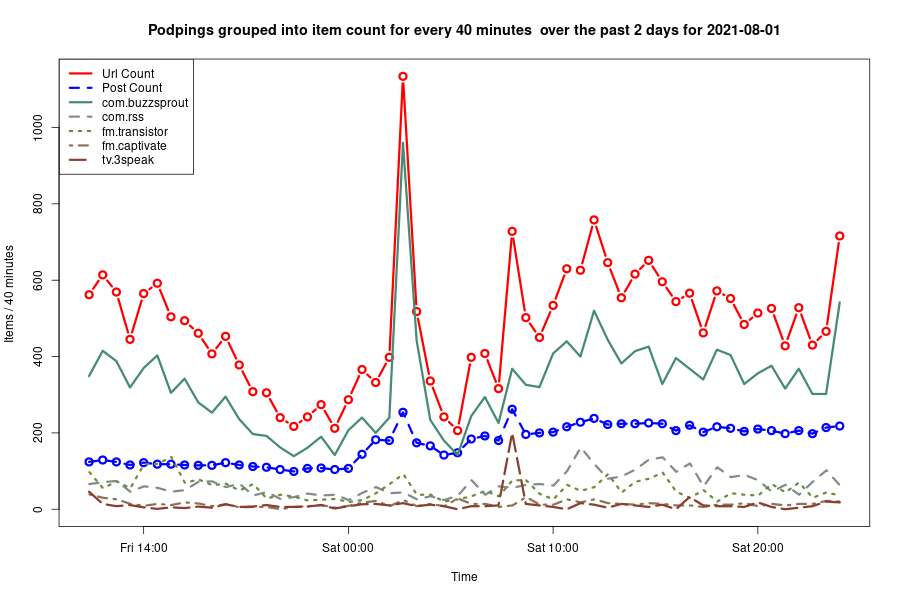 Podpings grouped into item count for every 40 minutes  over the past 2 days for 2021-08-01
Url Count
Post Count
com.buzzsprout
com.rss
fm.transistor
fm.captivate
tv.3speak
Items / 40 minutes
1000
800
600
400
200
0
Fri 14:00
Sat 00:00
Sat 10:00
Sat 20:00
Time